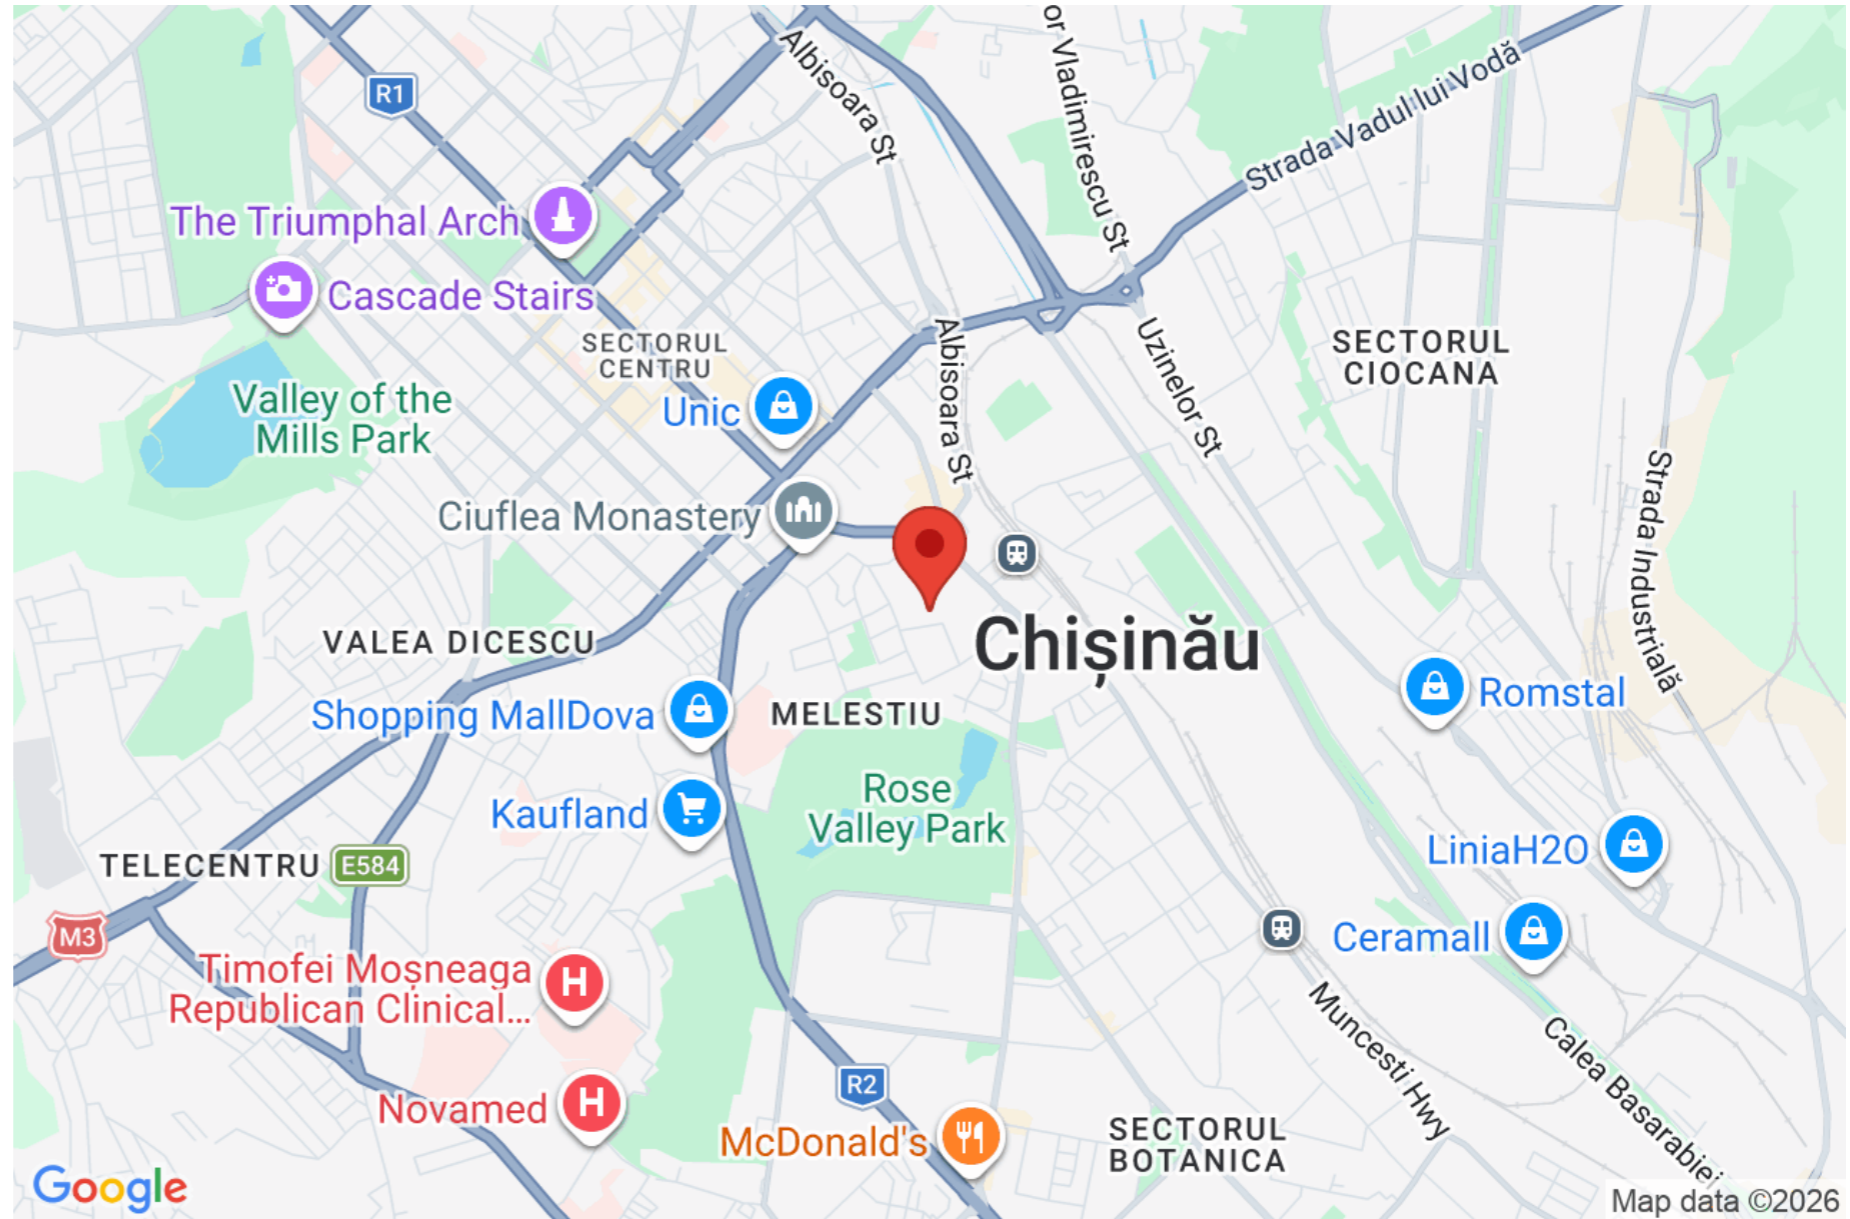 Albisoara St
or Vladimirescu St
Strada Vadul lui Vodă
R1
The Triumphal Arch
Cascade Stairs
SECTORUL
CENTRU
Albisoara St
Uzinelor St
SECTORUL
CIOCANA
Valley of the
Mills Park
Unic
Ciuflea Monastery
Strada Industrială
VALEA DICESCU
Chișinău
Shopping MallDova
MELESTIU
Romstal
Kaufland
Rose
Valley Park
TELECENTRU
E584
LiniaH2O
M3
Ceramall
Timofei Moșneaga
Republican Clinical...
Muncesti Hwy
Calea Basarabiei
R2
Novamed
McDonald's
SECTORUL
BOTANICA
Google
Map data ©2026